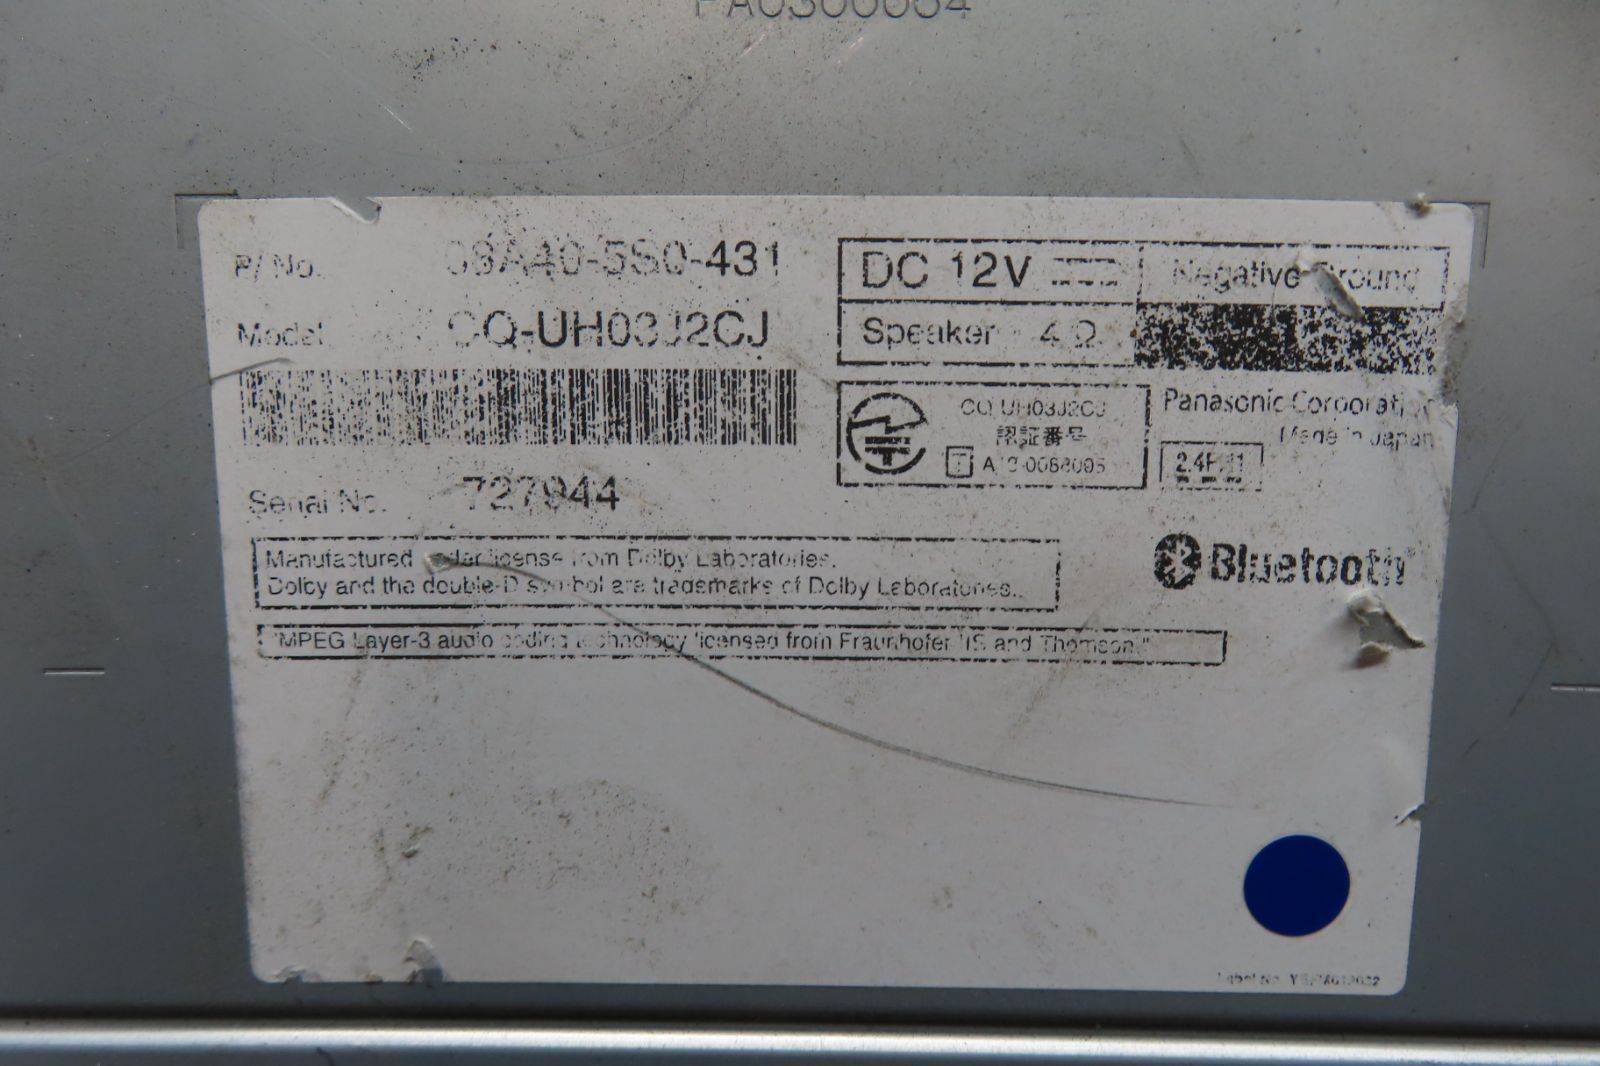 P/No. 08A40-5S0-431
Model CQ-UH03J2CJ
Serial No. 727944
DC 12V Negative Ground
Speaker 4 Ω
CQ-UH03J2CJ
認証番号
T
Panasonic Corporation
Made in Japan
Bluetooth
Manufactured under license from Dolby Laboratories.
Dolby and the double-D symbol are trademarks of Dolby Laboratories.
"MPEG Layer-3 audio coding technology licensed from Fraunhofer IIS and Thomson."
Label No.